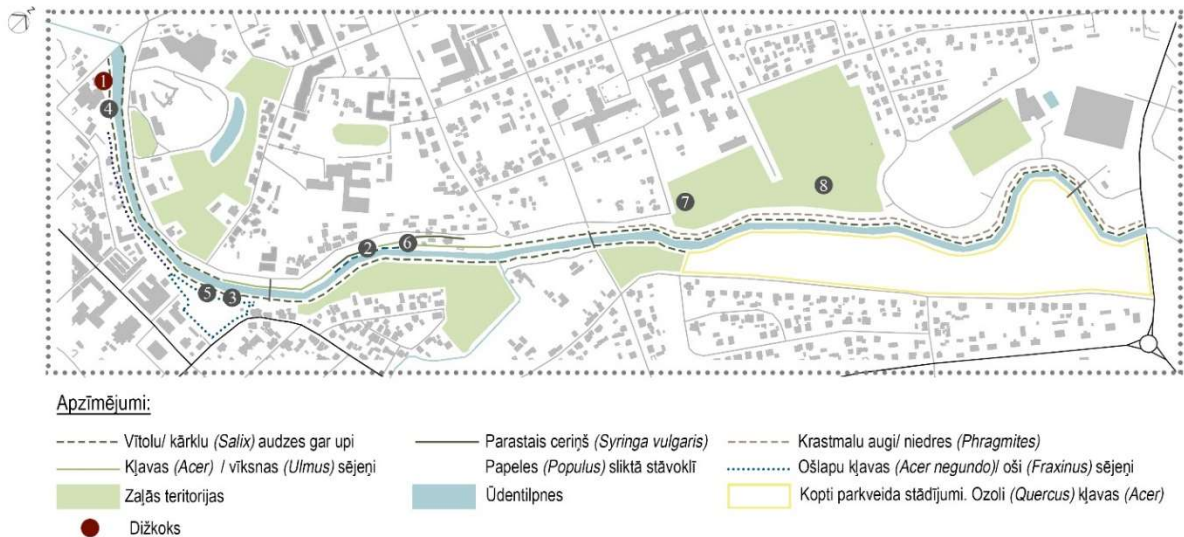 z
1
4
7
8
2
6
5
3
Apzīmējumi:
Vītolu/ kārklu (Salix) audzes gar upi
Parastais ceriņš (Syringa vulgaris)
Krastmalu augi/ niedres (Phragmites)
Kļavas (Acer) / vīksnas (Ulmus) sējeņi
Papeles (Populus) sliktā stāvoklī
Ošlapu kļavas (Acer negundo)/ oši (Fraxinus) sējeņi
Zaļās teritorijas
Ūdentilpnes
Kopti parkveida stādījumi. Ozoli (Quercus) kļavas (Acer)
Dižkoks